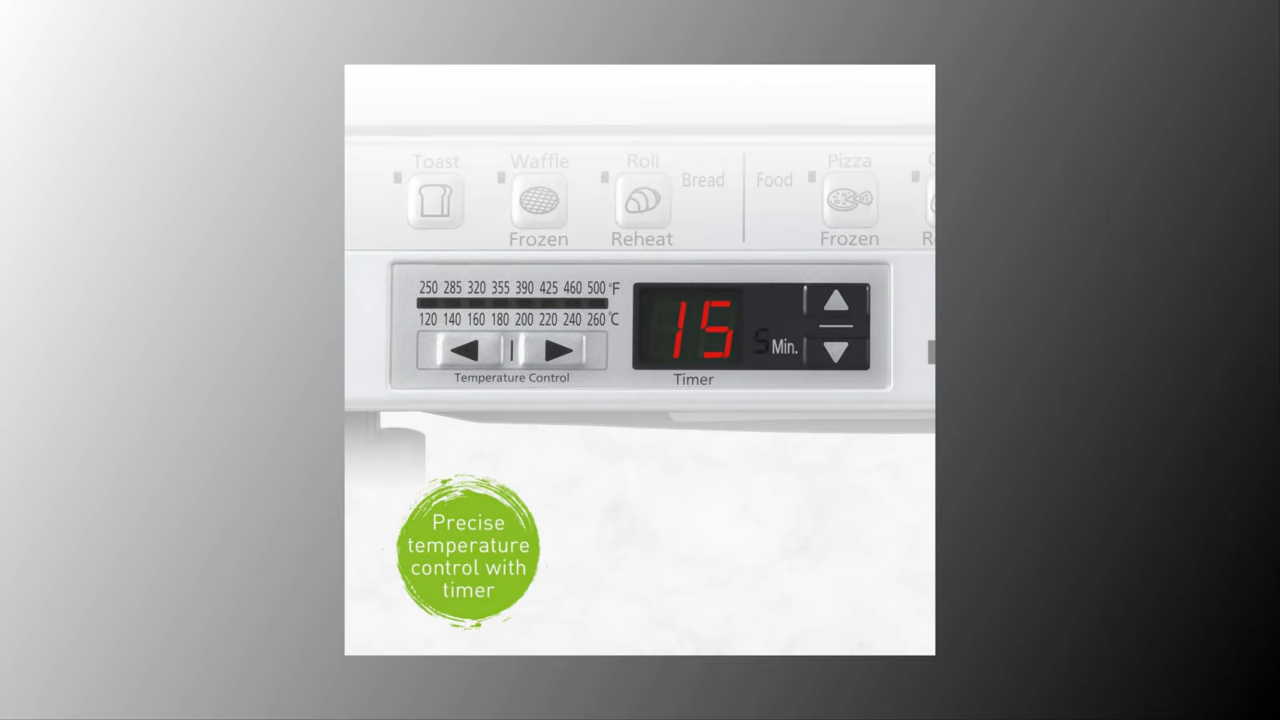 Toast Waffle Roll Pizza
Bread Food
Frozen Reheat Frozen
250 285 320 355 390 425 460 500 °F
120 140 160 180 200 220 240 260 °C
15 Min.
Temperature Control Timer
Precise
temperature
control with
timer